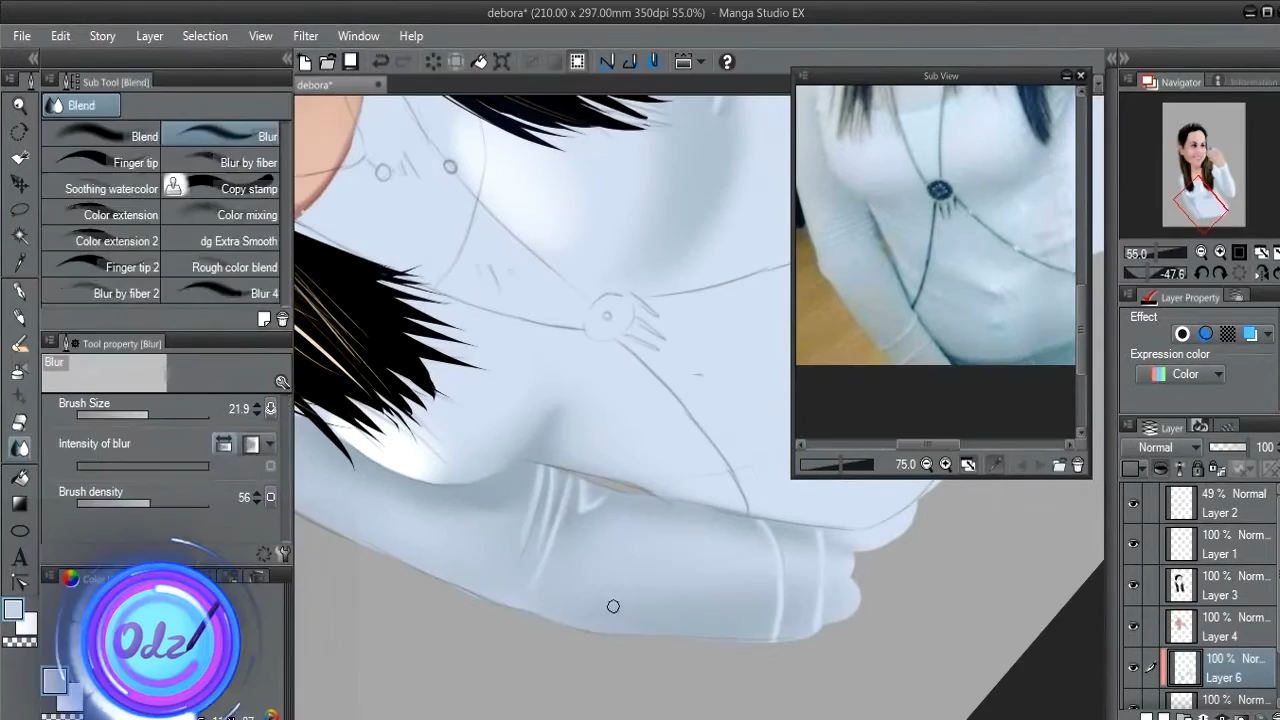 debora* (210.00 x 297.00mm 350dpi 55.0%) - Manga Studio EX
File Edit Story Layer Selection View Filter Window Help
Sub Tool [Blend]
Blend
Blend
Blur
Finger tip
Blur by fiber
Soothing watercolor
Copy stamp
Color extension
Color mixing
Color extension 2
dg Extra Smooth
Finger tip 2
Rough color blend
Blur by fiber 2
Blur 4
Tool property [Blur]
Blur
Brush Size 21.9
Intensity of blur
Brush density 56
Odz
debora*
Sub View
75.0
Navigator
Information
55.0
-47.6
Layer Property
Effect
Expression color
Color
Layer
Normal 100
49 % Normal
Layer 2
100 % Norm...
Layer 1
100 % Norm...
Layer 3
100 % Norm...
Layer 4
100 % Nor...
Layer 6
100 % Norm...